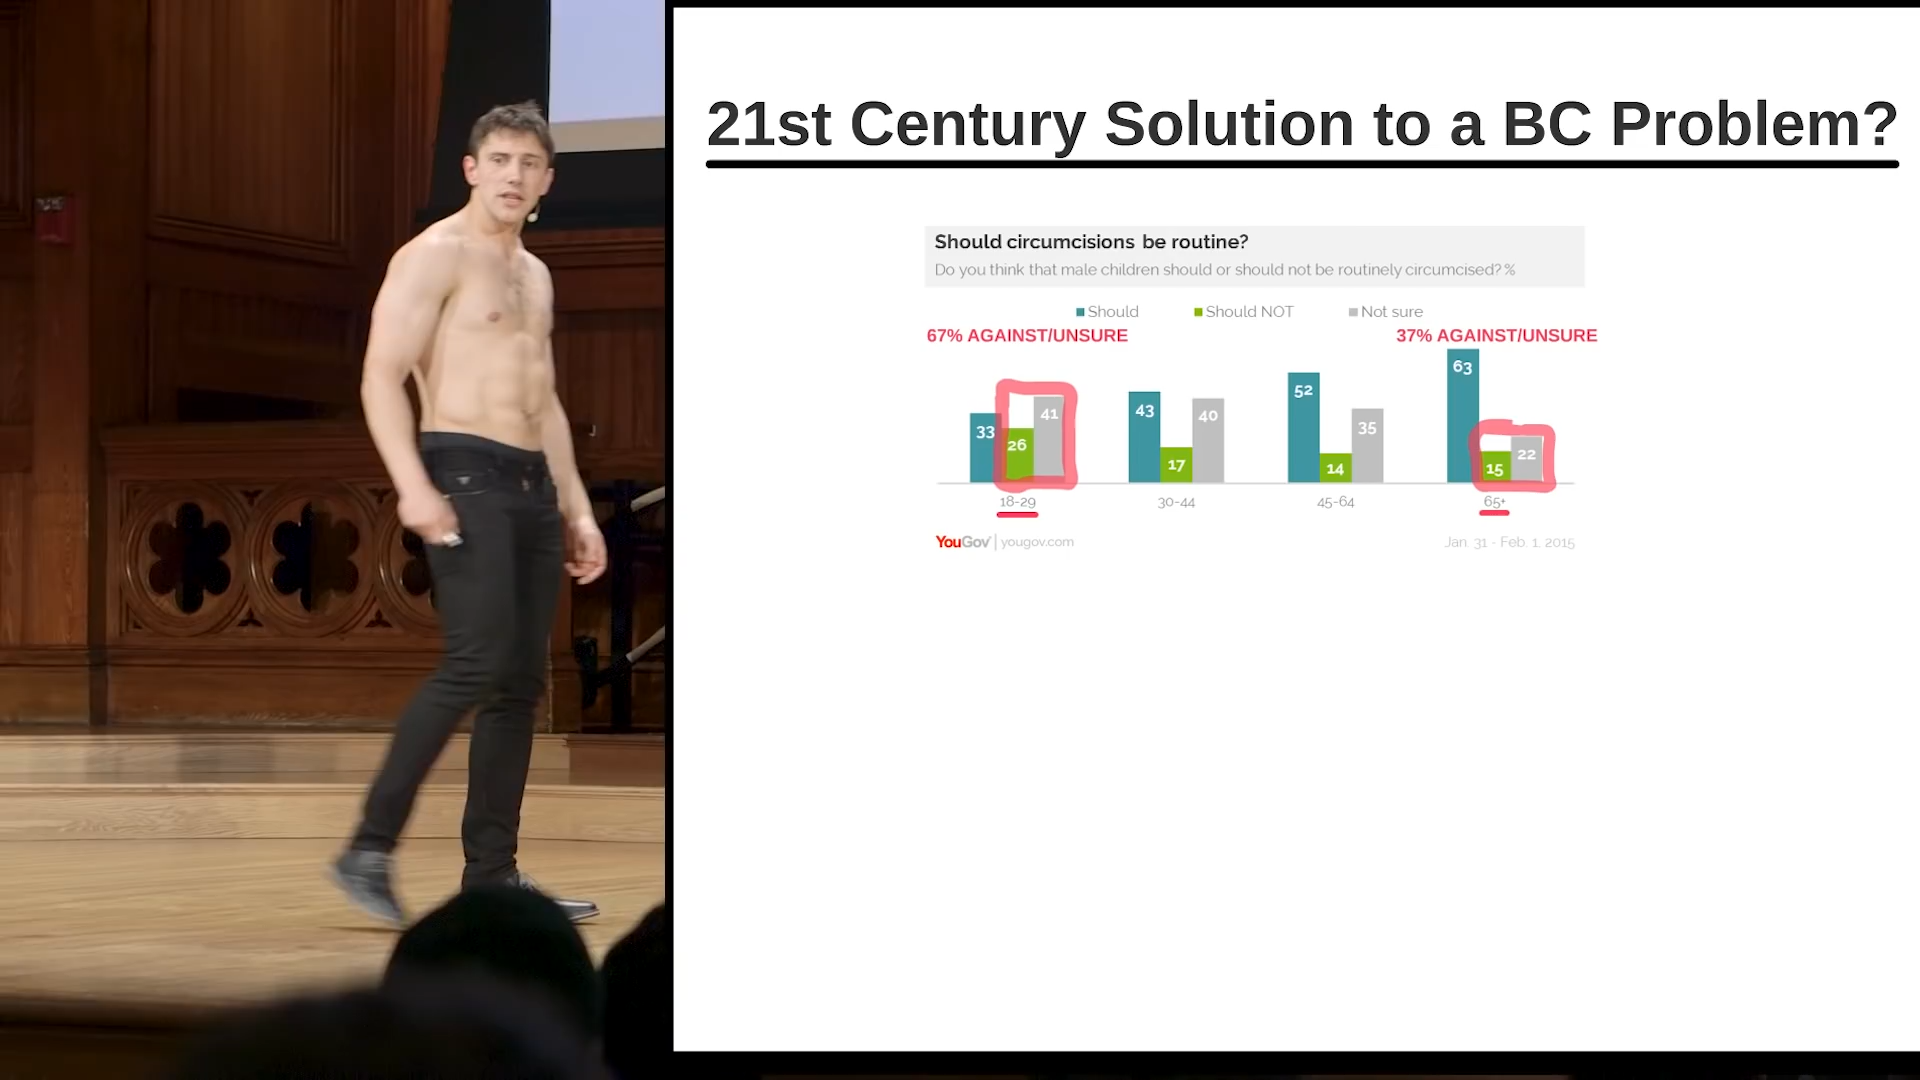 21st Century Solution to a BC Problem?
Should circumcisions be routine?
Do you think that male children should or should not be routinely circumcised? %
Should Should NOT Not sure
67% AGAINST/UNSURE 37% AGAINST/UNSURE
33 26 41 43 17 40 52 14 35 63 15 22
18-29 30-44 45-64 65+
YouGov | yougov.com Jan. 31 - Feb. 1, 2015